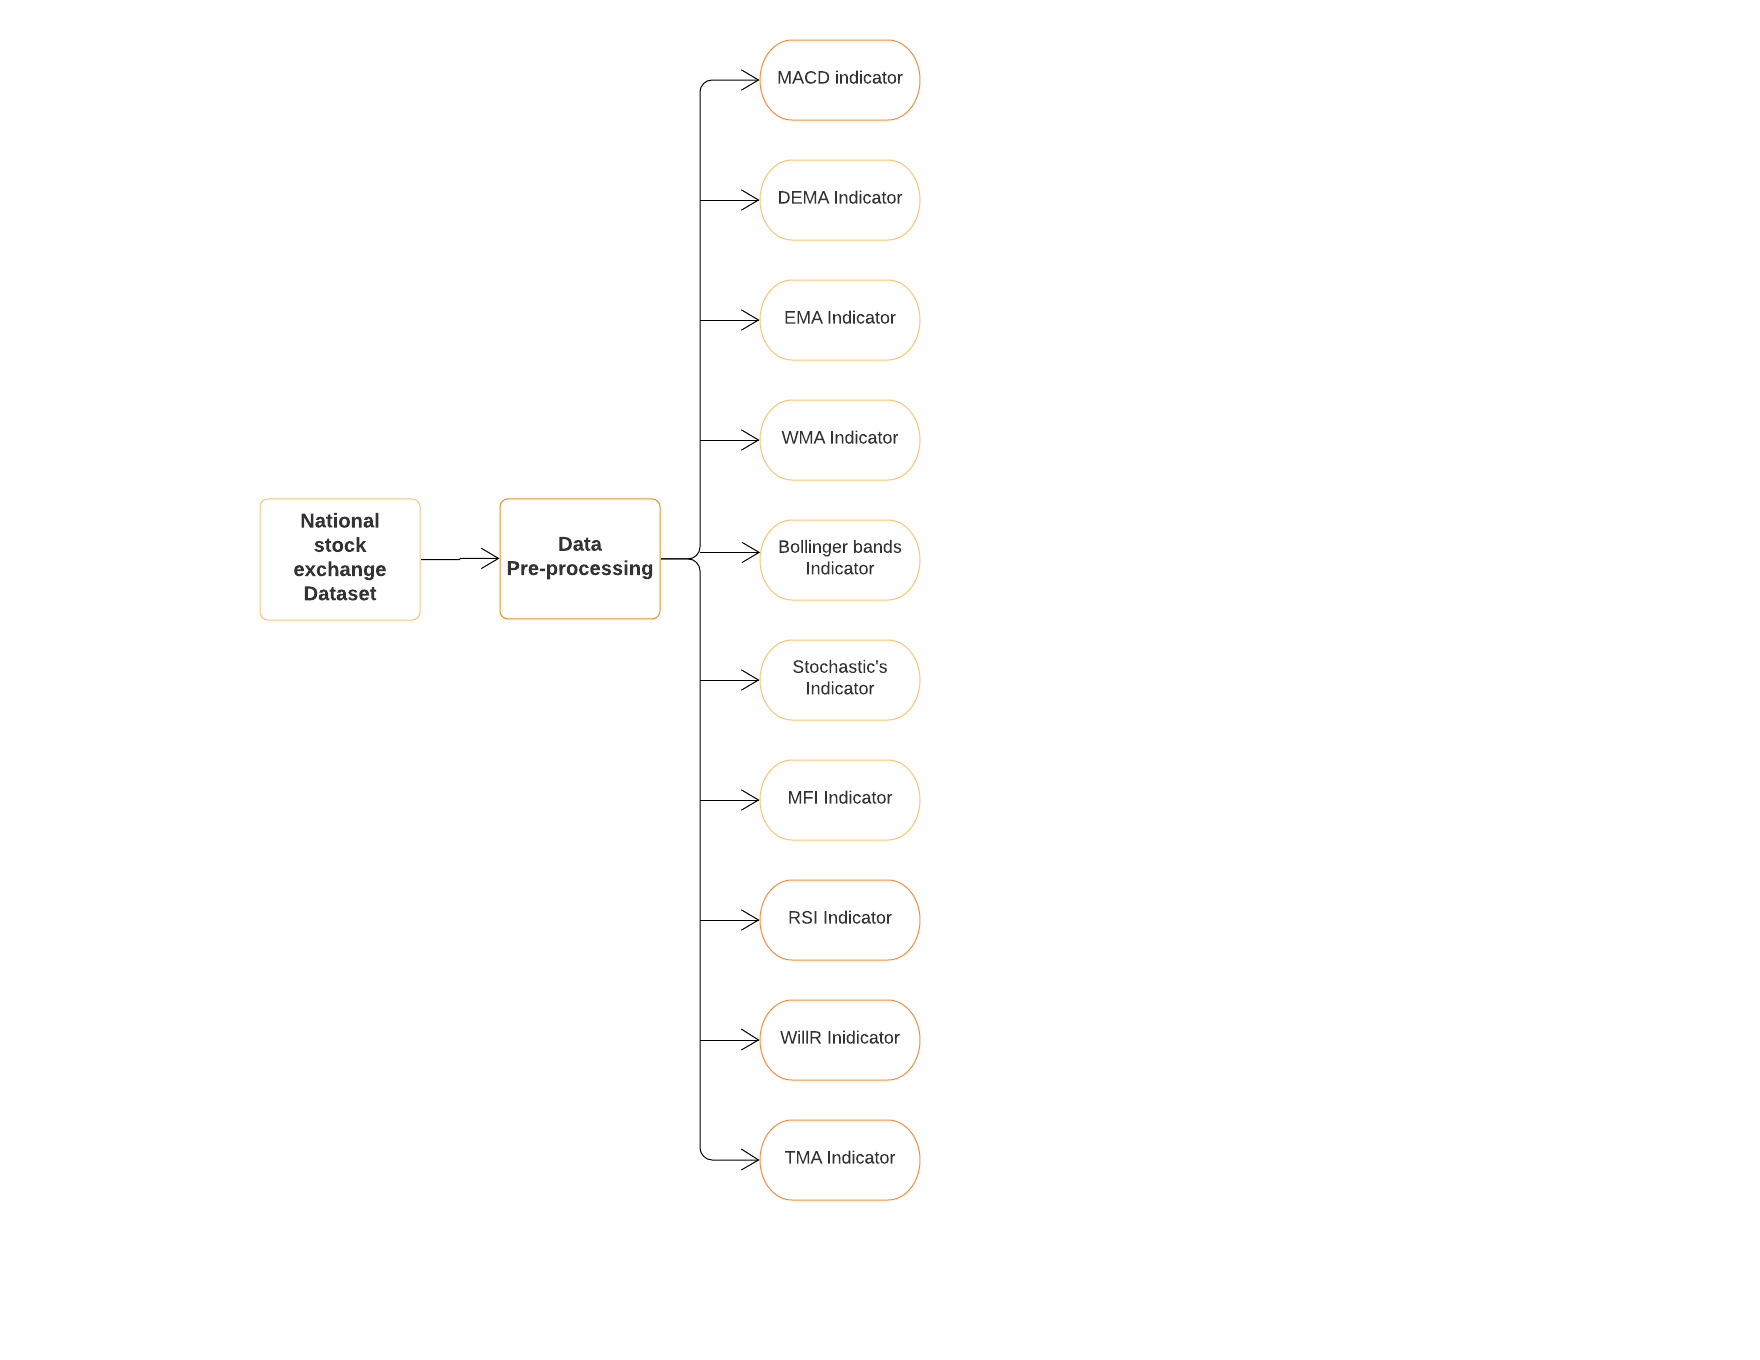 National
stock
exchange
Dataset
Data
Pre-processing
MACD indicator
DEMA Indicator
EMA Indicator
WMA Indicator
Bollinger bands
Indicator
Stochastic's
Indicator
MFI Indicator
RSI Indicator
WillR Inidicator
TMA Indicator